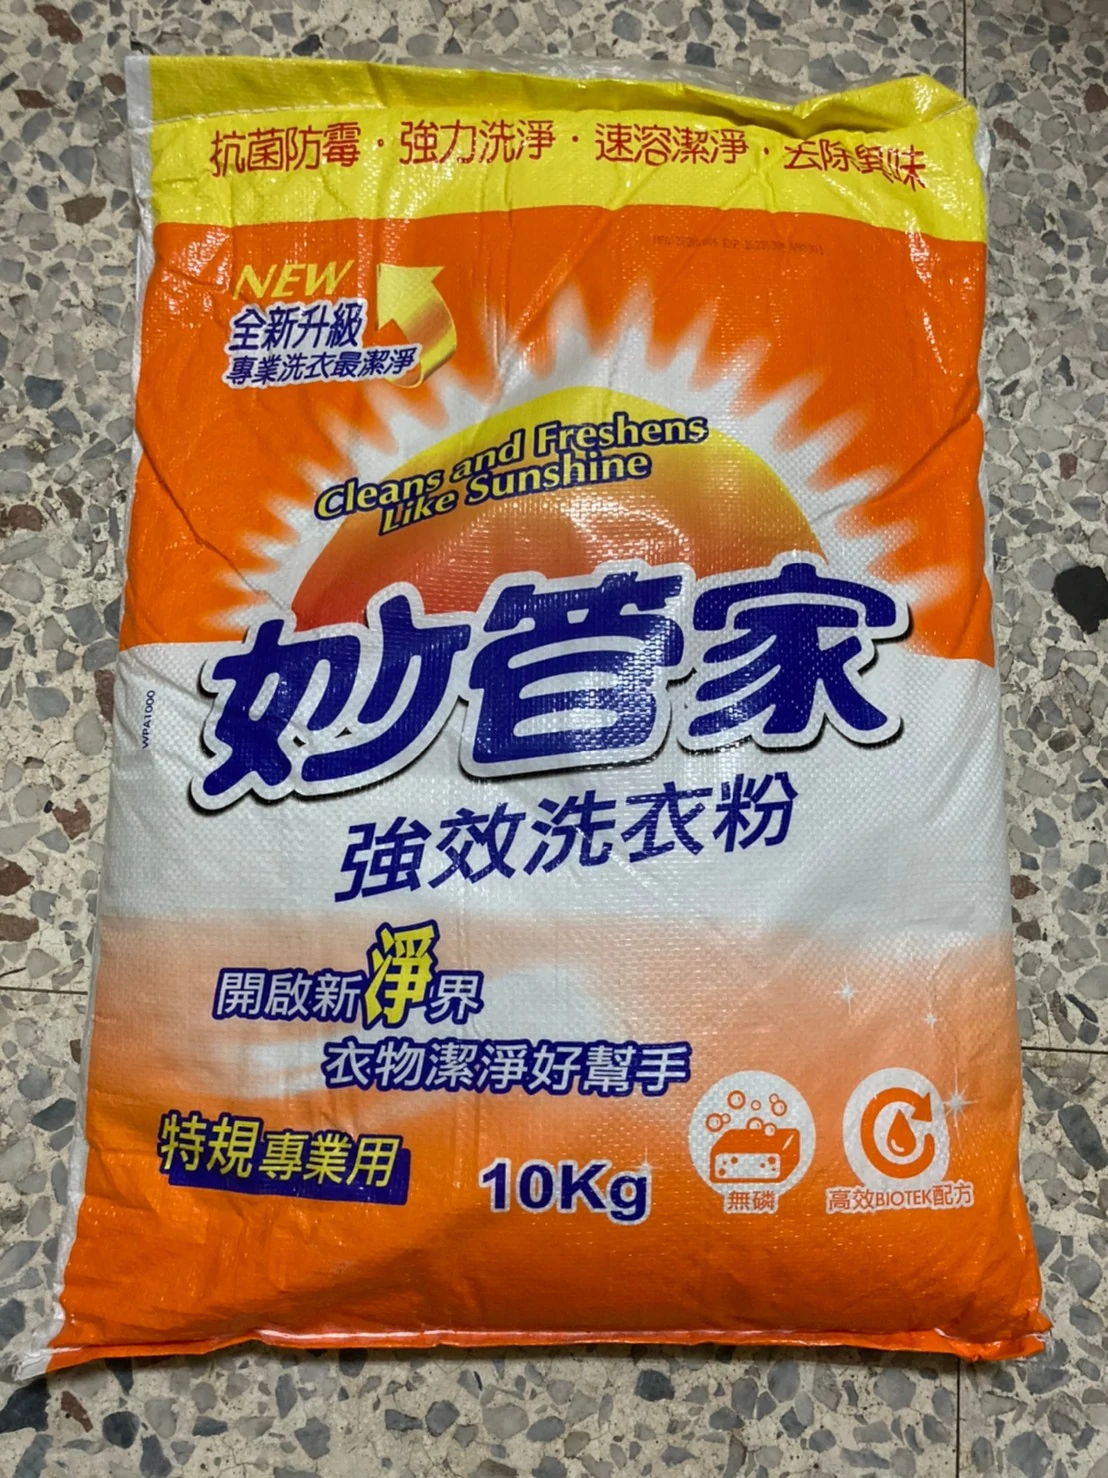 抗菌防霉·強力洗淨·速溶潔淨·去除異味
NEW
全新升級
專業洗衣最潔淨
Cleans and Freshens
Like Sunshine
妙管家
WPA1000
強效洗衣粉
開啟新淨界
衣物潔淨好幫手
特規專業用
10Kg
無磷
高效BIOTEK配方